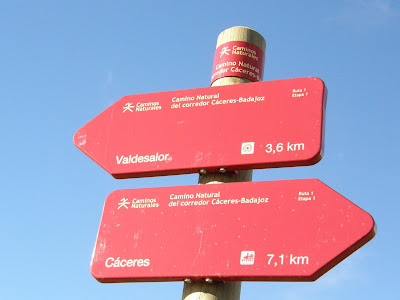 Caminos
Naturales
Camino Natural
corredor Cáceres
Caminos
Naturales
Camino Natural
del corredor Cáceres-Badajoz
Ruta 1
Etapa 1
Valdesalor
3,6 km
Caminos
Naturales
Camino Natural
del corredor Cáceres-Badajoz
Ruta 1
Etapa 1
Cáceres
7,1 km